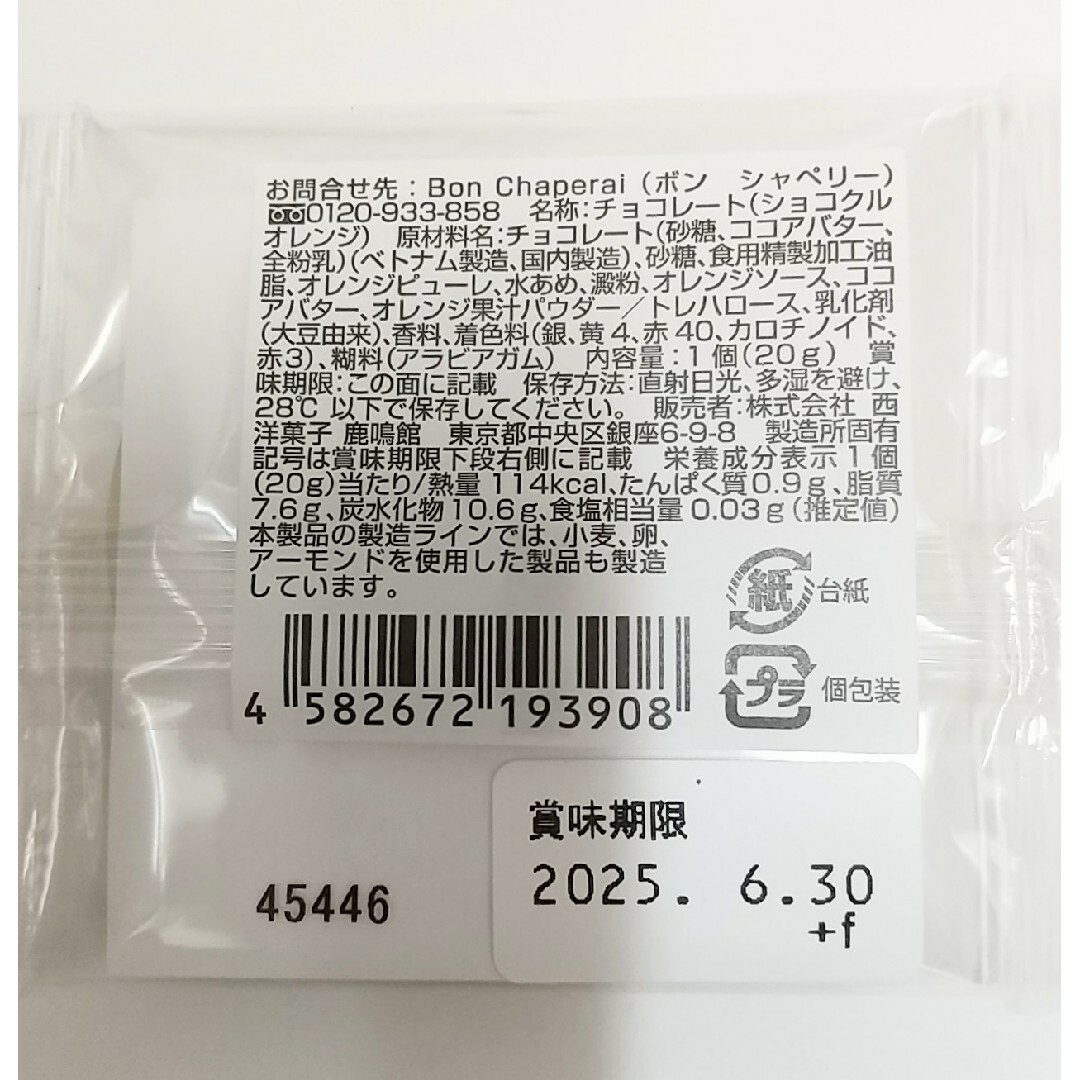 お問合せ先：Bon Chaperai（ボン　シャペリー）
0120-933-858　名称：チョコレート（ショコクル
オレンジ）　原材料名：チョコレート（砂糖、ココアバター、
全粉乳）（ベトナム製造、国内製造）、砂糖、食用精製加工油
脂、オレンジピューレ、水あめ、澱粉、オレンジソース、ココ
アバター、オレンジ果汁パウダー／トレハロース、乳化剤
（大豆由来）、香料、着色料（銀、黄4、赤40、カロチノイド、
赤3）、糊料（アラビアガム）　内容量：1個（20g）　賞
味期限：この面に記載　保存方法：直射日光、多湿を避け、
28℃ 以下で保存してください。　販売者：株式会社　西
洋菓子 鹿鳴館　東京都中央区銀座6-9-8　製造所固有
記号は賞味期限下段右側に記載　栄養成分表示1個
(20g)当たり/熱量 114kcal、たんぱく質0.9g、脂質
7.6g、炭水化物10.6g、食塩相当量 0.03g（推定値）
本製品の製造ラインでは、小麦、卵、
アーモンドを使用した製品も製造
しています。
紙 台紙
プラ 個包装
4 582672 193908
賞味期限
2025. 6.30
+f
45446